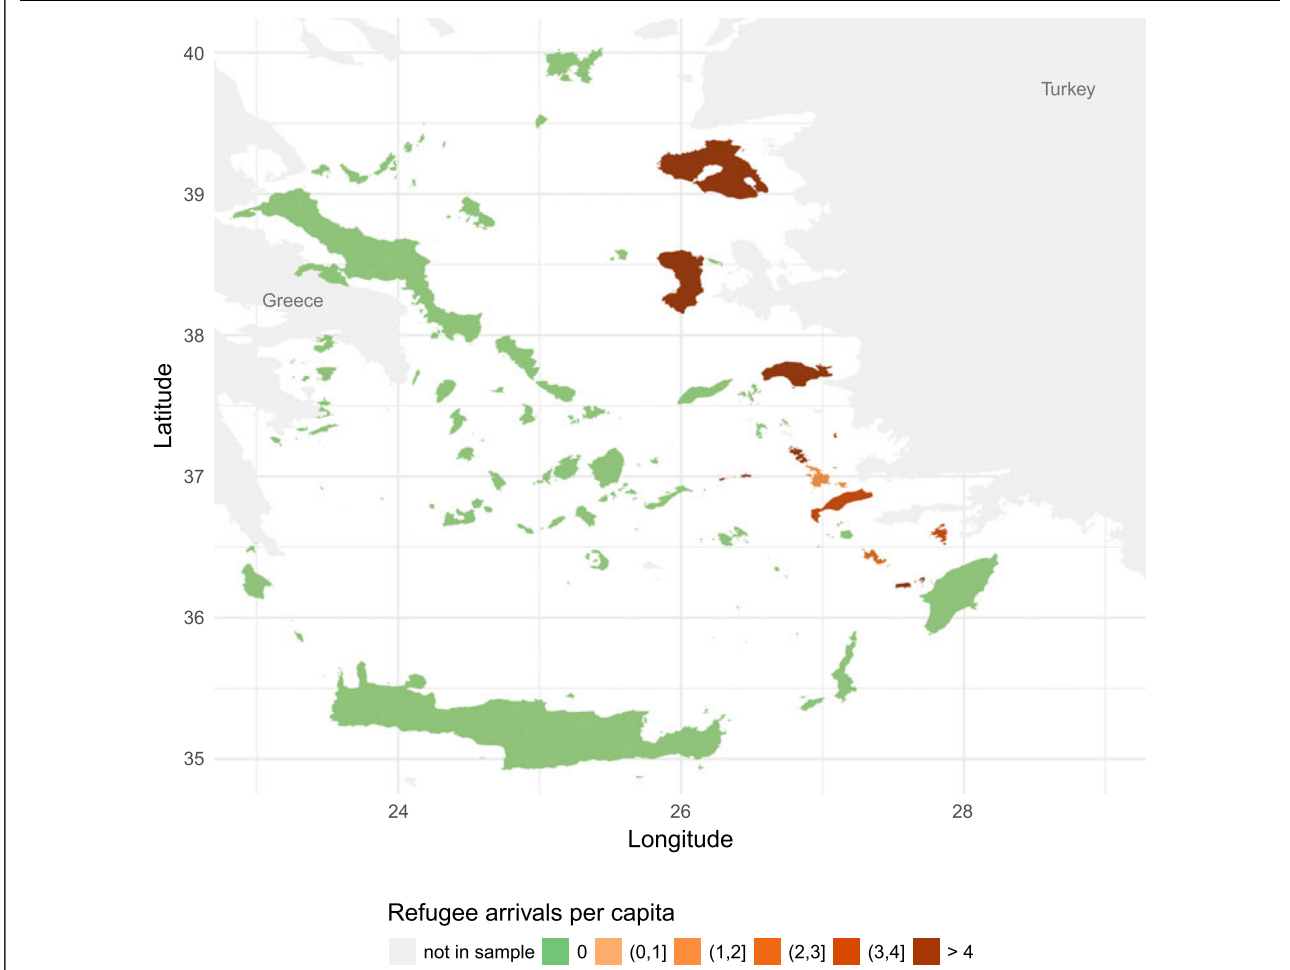 40
Turkey
39
Greece
38
37
36
35
Latitude
24 26 28
Longitude
Refugee arrivals per capita
not in sample 0 (0,1] (1,2] (2,3] (3,4] > 4